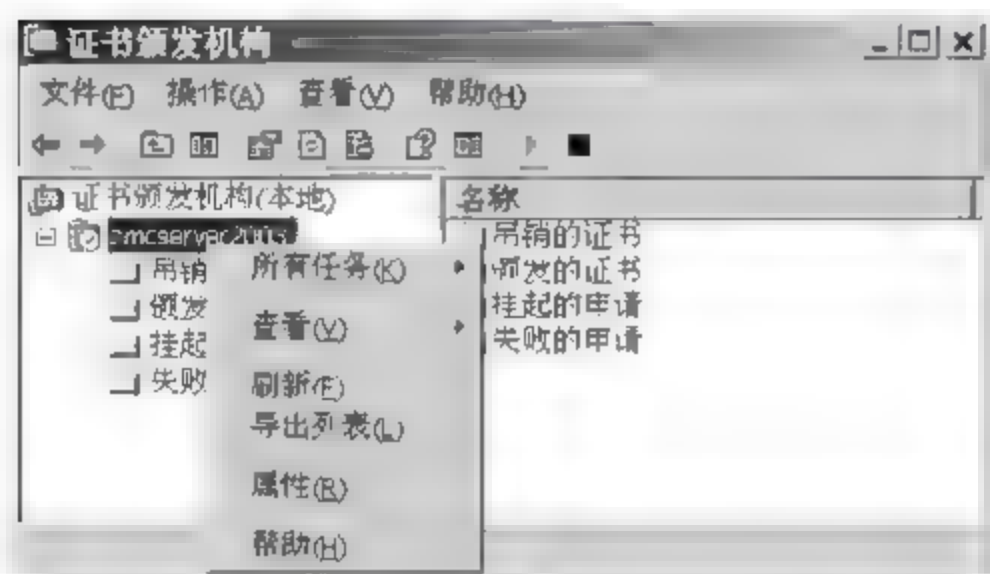 证书颁发机构
文件(F) 操作(A) 查看(V) 帮助(H)
证书颁发机构(本地)
名称
吊销
颁发
挂起
失败
所有任务(K)
查看(V)
刷新(F)
导出列表(L)
属性(R)
帮助(H)
吊销的证书
颁发的证书
挂起的申请
失败的申请